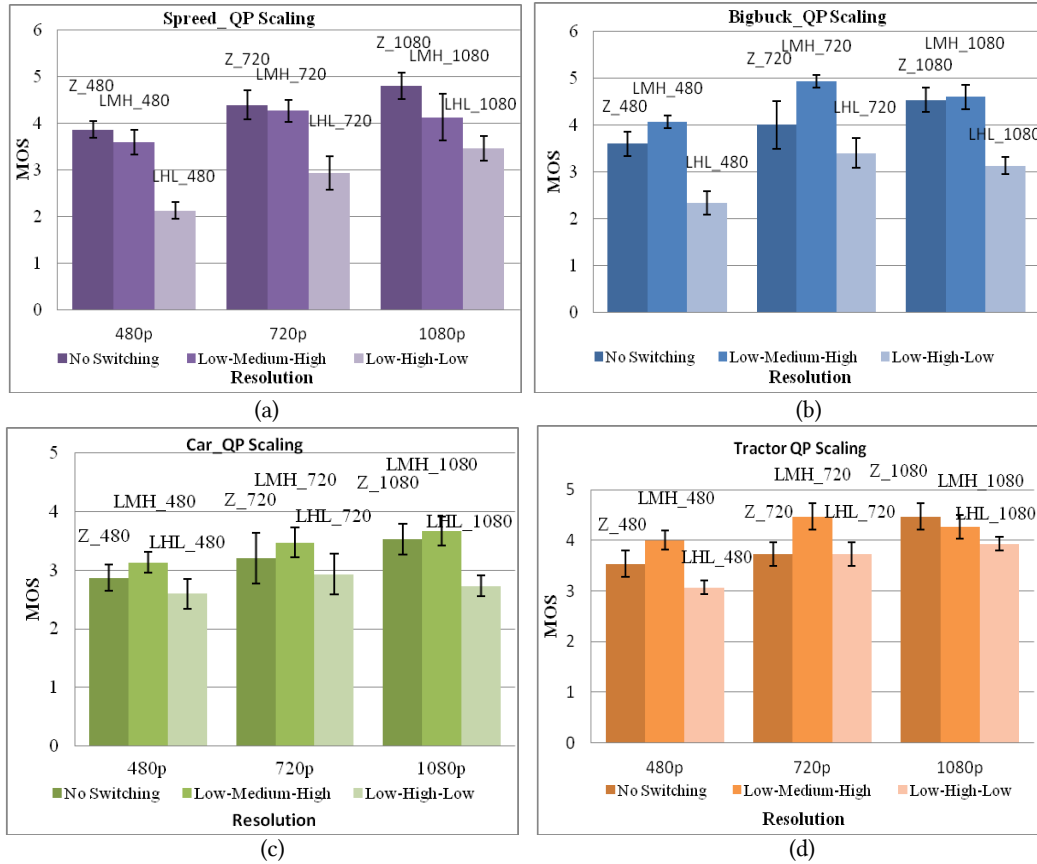 Spreed_QP Scaling
6
5
4
3
2
1
0
MOS
Z_480
LMH_480
LHL_480
Z_720
LMH_720
LHL_720
Z_1080
LMH_1080
LHL_1080
480p 720p 1080p
No Switching Low-Medium-High Low-High-Low
Resolution
(a)
Bigbuck_QP Scaling
6
5
4
3
2
1
0
MOS
Z_480
LMH_480
LHL_480
Z_720
LMH_720
LHL_720
Z_1080
LMH_1080
LHL_1080
480p 720p 1080p
No Switching Low-Medium-High Low-High-Low
Resolution
(b)
Car_QP Scaling
5
4
3
2
1
0
MOS
Z_480
LMH_480
LHL_480
Z_720
LMH_720
LHL_720
Z_1080
LMH_1080
LHL_1080
480p 720p 1080p
No Switching Low-Medium-High Low-High-Low
Resolution
(c)
Tractor QP Scaling
5
4
3
2
1
0
MOS
Z_480
LMH_480
LHL_480
Z_720
LMH_720
LHL_720
Z_1080
LMH_1080
LHL_1080
480p 720p 1080p
No Switching Low-Medium-High Low-High-Low
Resolution
(d)